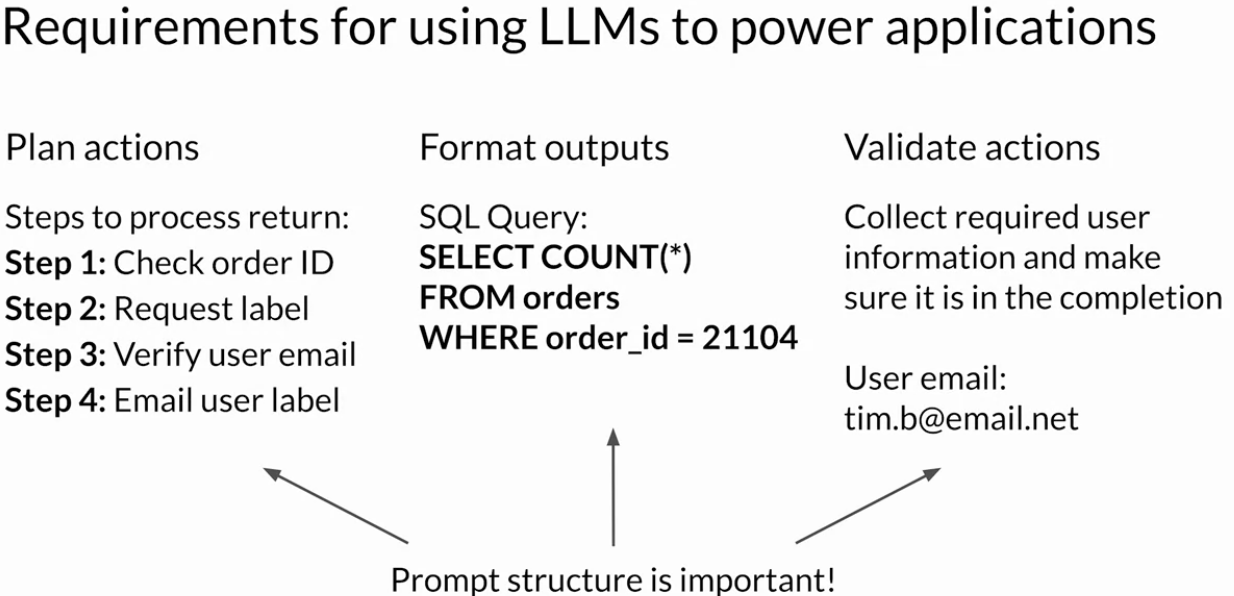 Requirements for using LLMs to power applications
Plan actions
Steps to process return:
Step 1: Check order ID
Step 2: Request label
Step 3: Verify user email
Step 4: Email user label
Format outputs
SQL Query:
SELECT COUNT(*)
FROM orders
WHERE order_id = 21104
Validate actions
Collect required user
information and make
sure it is in the completion
User email:
tim.b@email.net
Prompt structure is important!